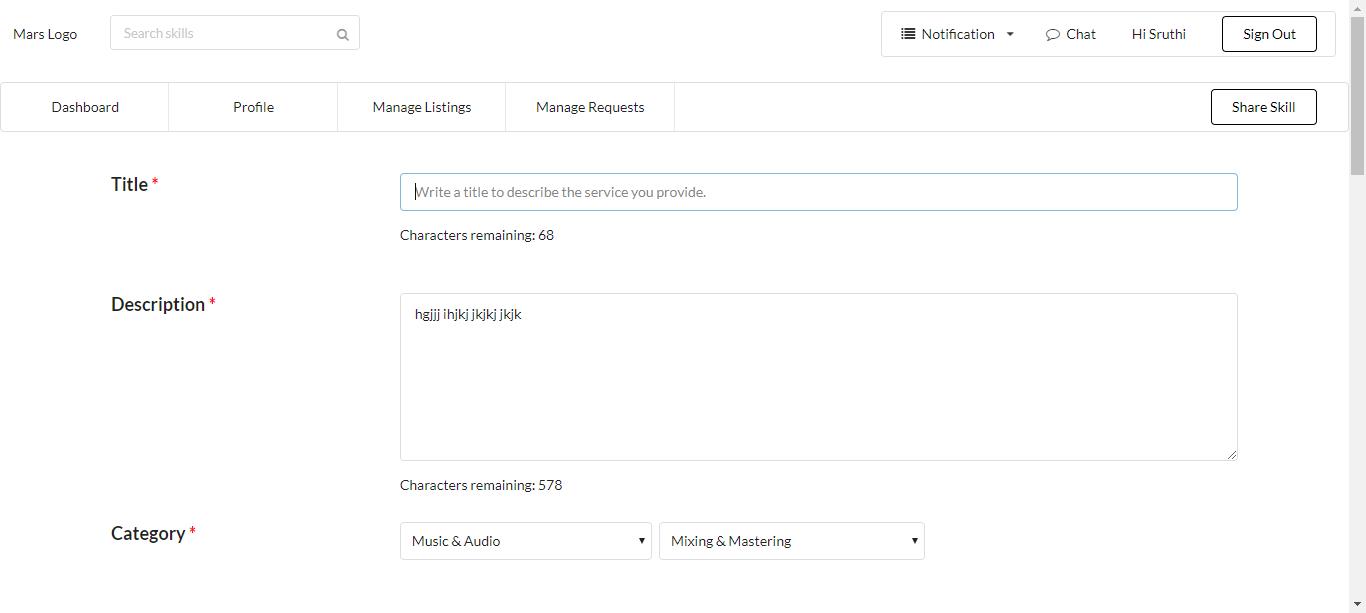 Mars Logo
Search skills
Notification
Chat
Hi Sruthi
Sign Out
Dashboard
Profile
Manage Listings
Manage Requests
Share Skill
Title *
Write a title to describe the service you provide.
Characters remaining: 68
Description *
hgjjj ihjkj jkjkj jkjk
Characters remaining: 578
Category *
Music & Audio
Mixing & Mastering